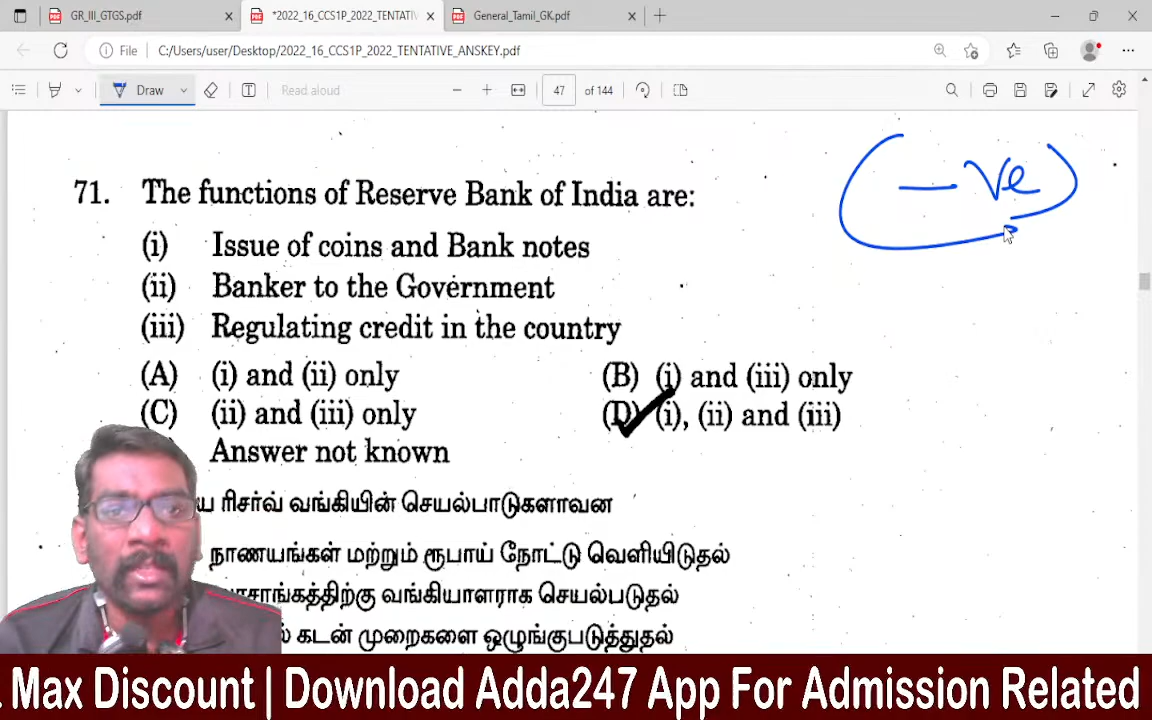 GR_III_GTGS.pdf
*2022_16_CCS1P_2022_TENTATIV
General_Tamil_GK.pdf
File
C:/Users/user/Desktop/2022_16_CCS1P_2022_TENTATIVE_ANSKEY.pdf
Draw
Read aloud
47
of 144
(-ve)
71. The functions of Reserve Bank of India are:
(i) Issue of coins and Bank notes
(ii) Banker to the Government
(iii) Regulating credit in the country
(A) (i) and (ii) only
(B) (i) and (iii) only
(C) (ii) and (iii) only
(D) (i), (ii) and (iii)
Answer not known
ரிசர்வ் வங்கியின் செயல்பாடுகளாவன
நாணயங்கள் மற்றும் ரூபாய் நோட்டு வெளியிடுதல்
வங்கியாளராக செயல்படுதல்
கடன் முறைகளை ஒழுங்குபடுத்துதல்
Max Discount | Download Adda247 App For Admission Related